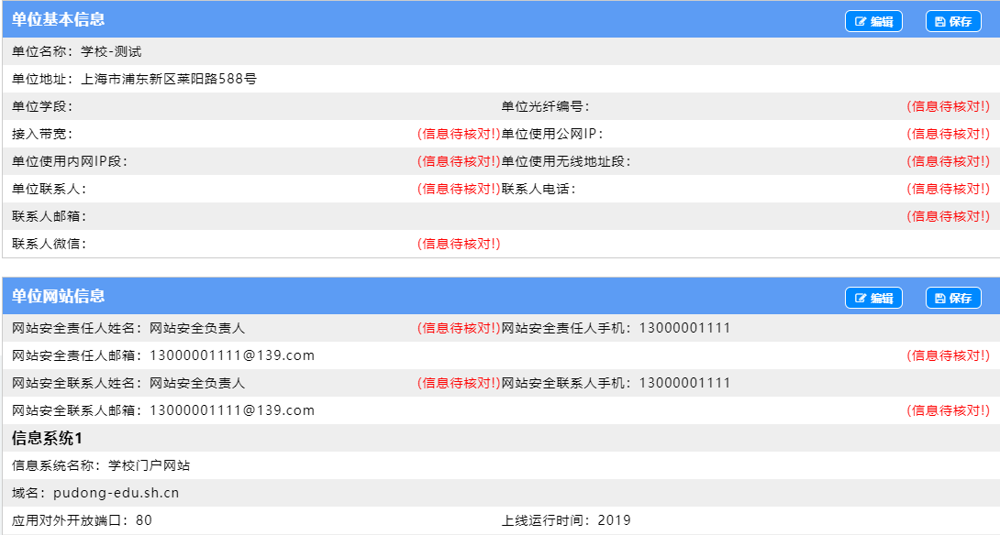 单位基本信息 编辑 保存
单位名称：学校-测试
单位地址：上海市浦东新区莱阳路588号
单位学段： 单位光纤编号： (信息待核对!)
接入带宽： (信息待核对!) 单位使用公网IP： (信息待核对!)
单位使用内网IP段： (信息待核对!) 单位使用无线地址段： (信息待核对!)
单位联系人： (信息待核对!) 联系人电话： (信息待核对!)
联系人邮箱： (信息待核对!)
联系人微信： (信息待核对!)
单位网站信息 编辑 保存
网站安全责任人姓名：网站安全负责人 (信息待核对!) 网站安全责任人手机：13000001111
网站安全责任人邮箱：13000001111@139.com (信息待核对!)
网站安全联系人姓名：网站安全负责人 (信息待核对!) 网站安全联系人手机：13000001111
网站安全联系人邮箱：13000001111@139.com (信息待核对!)
信息系统1
信息系统名称：学校门户网站
域名：pudong-edu.sh.cn
应用对外开放端口：80 上线运行时间：2019